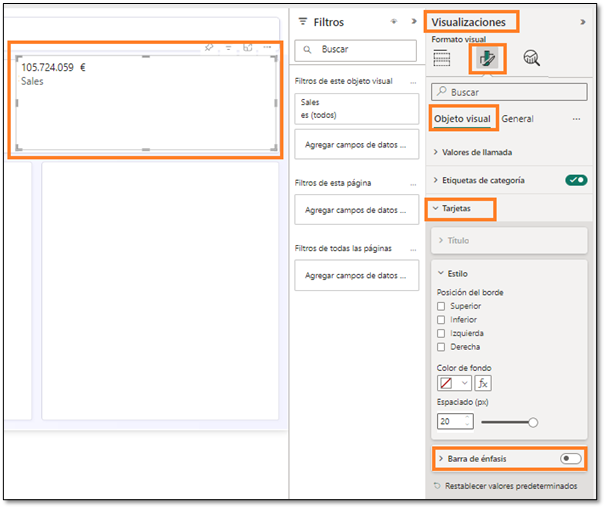 105.724.059 €
Sales
Filtros
Buscar
Filtros de este objeto visual ...
Sales
es (todos)
Agregar campos de datos ...
Filtros de esta página ...
Agregar campos de datos ...
Filtros de todas las páginas ...
Agregar campos de datos ...
Visualizaciones
Formato visual
Buscar
Objeto visual General ...
Valores de llamada
Etiquetas de categoría
Tarjetas
Título
Estilo
Posición del borde
Superior
Inferior
Izquierda
Derecha
Color de fondo
fx
Espaciado (px)
20
Barra de énfasis
Restablecer valores predeterminados